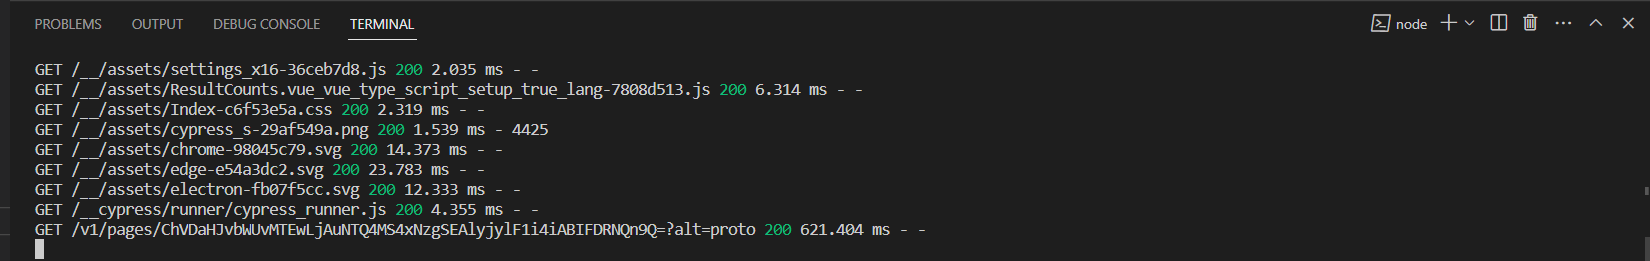 PROBLEMS OUTPUT DEBUG CONSOLE TERMINAL node
GET /__/assets/settings_x16-36ceb7d8.js 200 2.035 ms - -
GET /__/assets/ResultCounts.vue_vue_type_script_setup_true_lang-7808d513.js 200 6.314 ms - -
GET /__/assets/Index-c6f53e5a.css 200 2.319 ms - -
GET /__/assets/cypress_s-29af549a.png 200 1.539 ms - 4425
GET /__/assets/chrome-98045c79.svg 200 14.373 ms - -
GET /__/assets/edge-e54a3dc2.svg 200 23.783 ms - -
GET /__/assets/electron-fb07f5cc.svg 200 12.333 ms - -
GET /__cypress/runner/cypress_runner.js 200 4.355 ms - -
GET /v1/pages/ChVDaHJvbWUvMTEwLjAuNTQ4MS4xNzgSEAlyjylF1i4iABIFDRNQn9Q=?alt=proto 200 621.404 ms - -